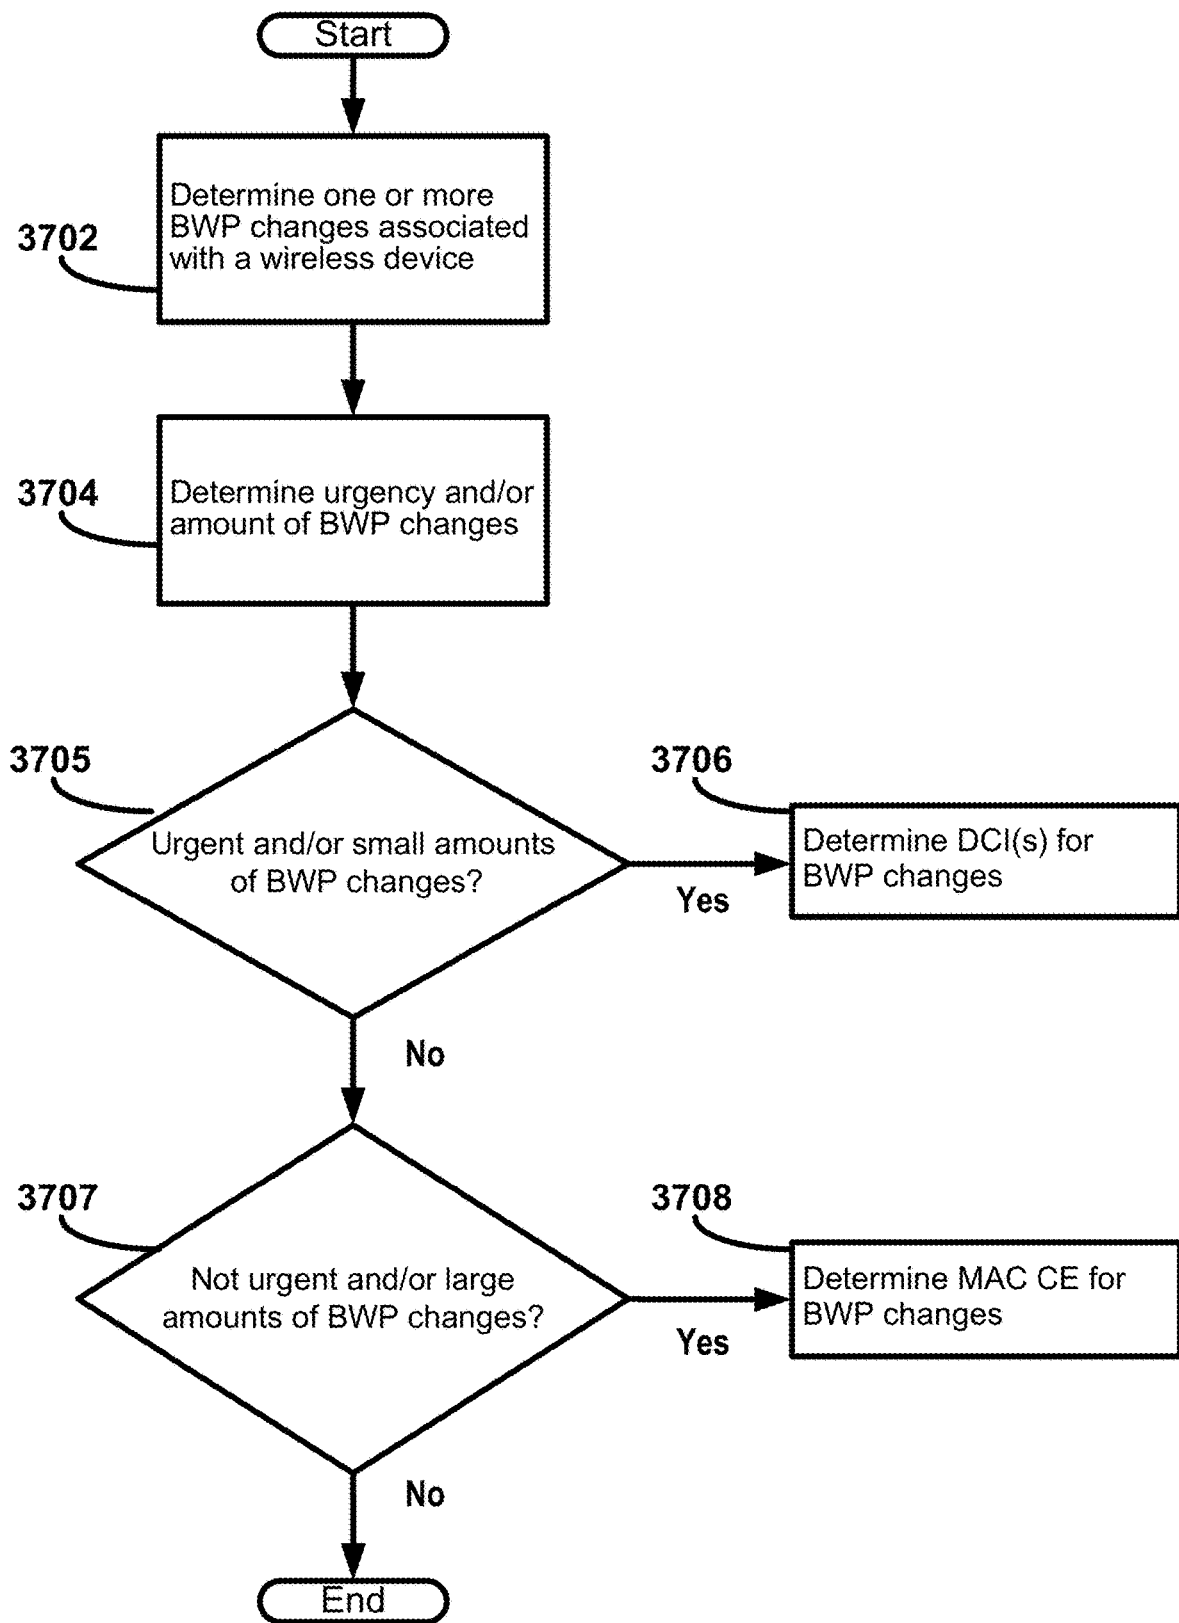 Start
3702
Determine one or more
BWP changes associated
with a wireless device
3704
Determine urgency and/or
amount of BWP changes
3705
Urgent and/or small amounts
of BWP changes?
Yes
3706
Determine DCI(s) for
BWP changes
No
3707
Not urgent and/or large
amounts of BWP changes?
Yes
3708
Determine MAC CE for
BWP changes
No
End